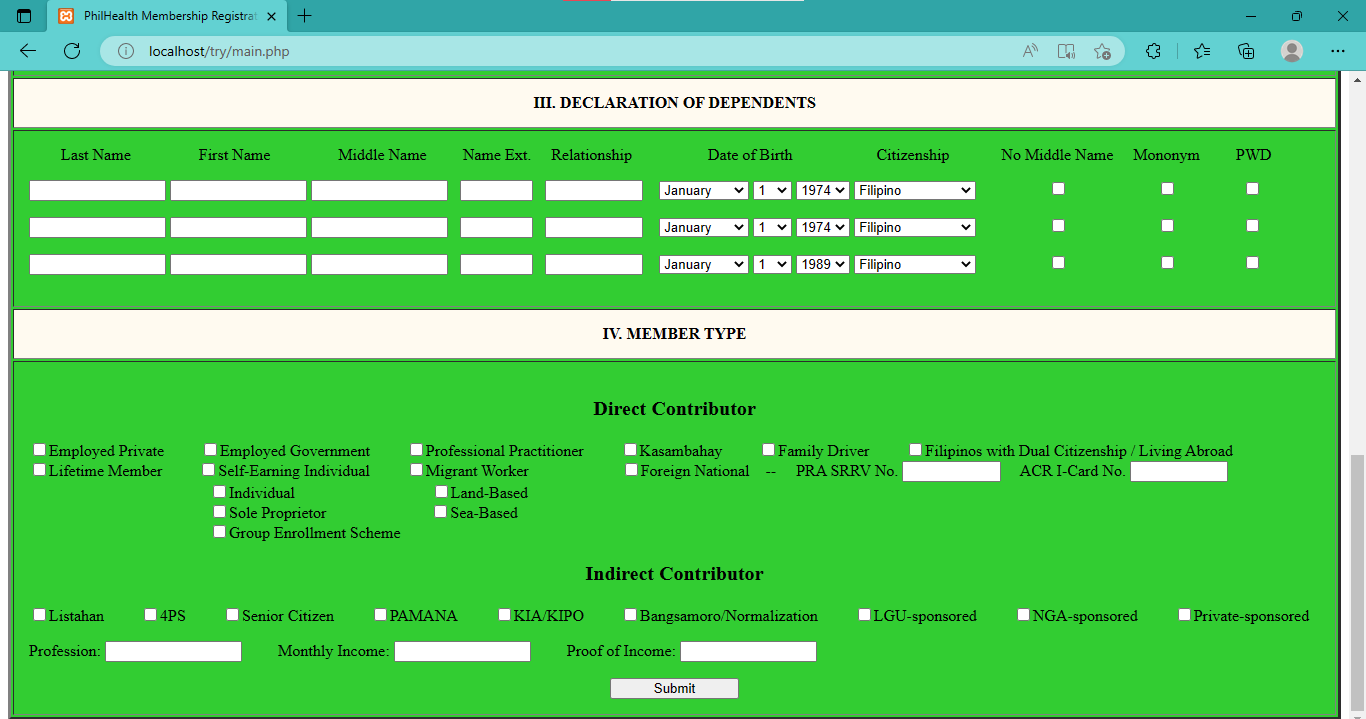 PhilHealth Membership Registrat
localhost/try/main.php
III. DECLARATION OF DEPENDENTS
Last Name First Name Middle Name Name Ext. Relationship Date of Birth Citizenship No Middle Name Mononym PWD
January 1 1974 Filipino
January 1 1974 Filipino
January 1 1989 Filipino
IV. MEMBER TYPE
Direct Contributor
Employed Private Employed Government Professional Practitioner Kasambahay Family Driver Filipinos with Dual Citizenship / Living Abroad
Lifetime Member Self-Earning Individual Migrant Worker Foreign National -- PRA SRRV No. ACR I-Card No.
Individual Land-Based
Sole Proprietor Sea-Based
Group Enrollment Scheme
Indirect Contributor
Listahan 4PS Senior Citizen PAMANA KIA/KIPO Bangsamoro/Normalization LGU-sponsored NGA-sponsored Private-sponsored
Profession: Monthly Income: Proof of Income:
Submit